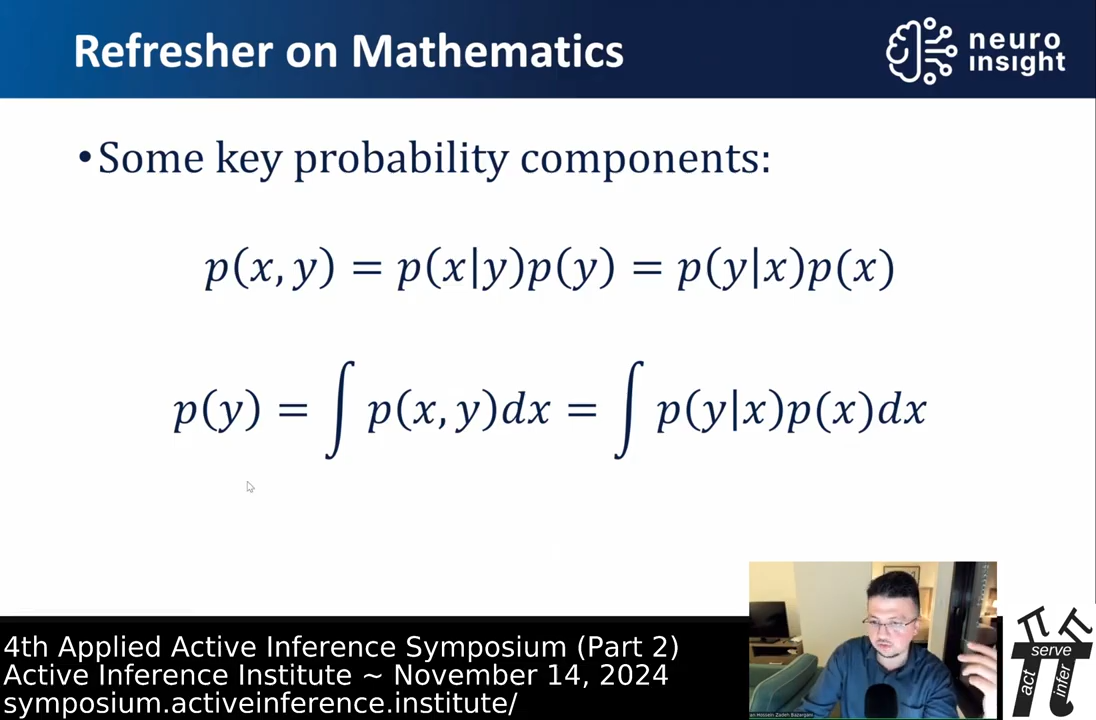 Refresher on Mathematics
neuro
insight
•Some key probability components:
p(x, y) = p(x|y)p(y) = p(y|x)p(x)
p(y) = ∫ p(x, y)dx = ∫ p(y|x)p(x)dx
4th Applied Active Inference Symposium (Part 2)
Active Inference Institute ~ November 14, 2024
symposium.activeinference.institute/
serve
act
infer